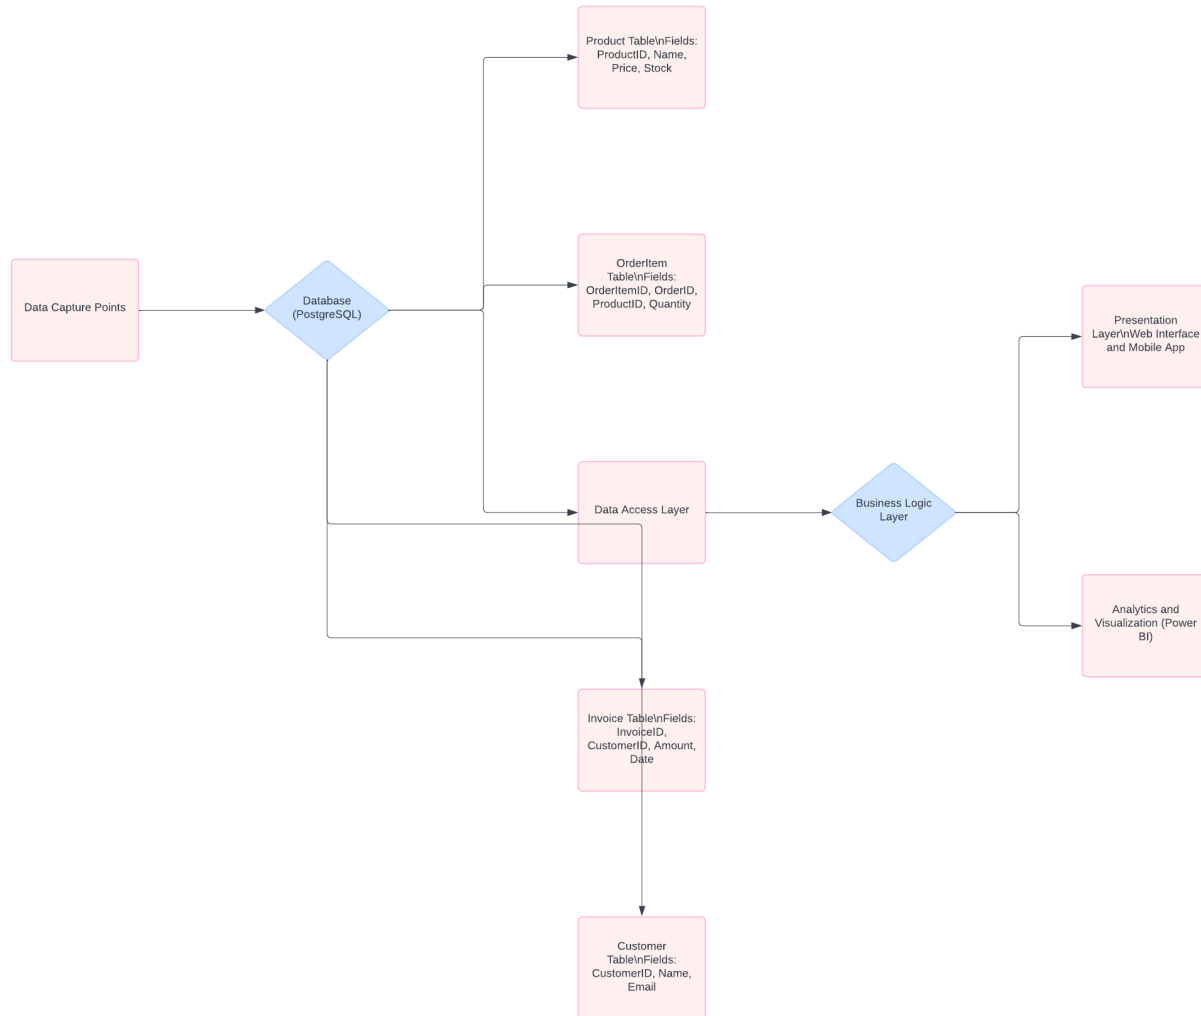 Product Table\nFields:
ProductID, Name,
Price, Stock
Data Capture Points
Database
(PostgreSQL)
OrderItem
Table\nFields:
OrderItemID, OrderID,
ProductID, Quantity
Presentation
Layer\nWeb Interface
and Mobile App
Data Access Layer
Business Logic
Layer
Analytics and
Visualization (Power
BI)
Invoice Table\nFields:
InvoiceID,
CustomerID, Amount,
Date
Customer
Table\nFields:
CustomerID, Name,
Email